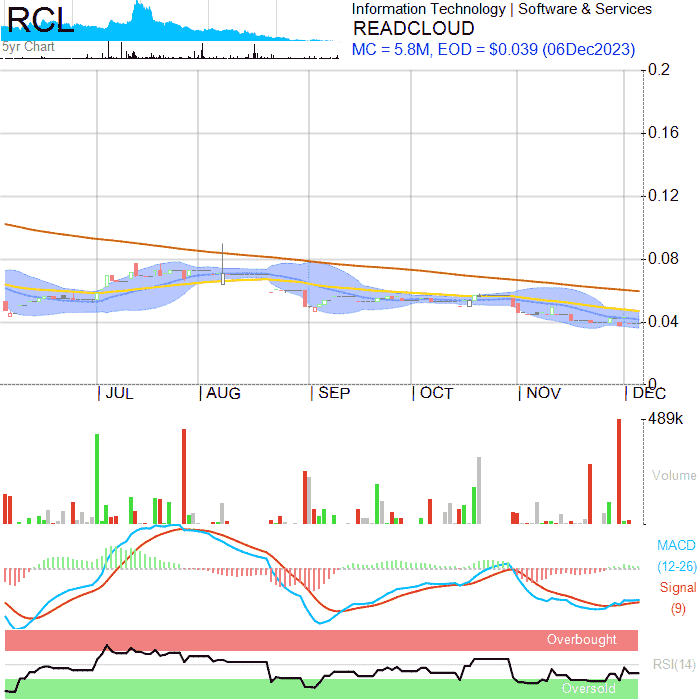 RCL
5yr Chart
Information Technology | Software & Services
READCLOUD
MC = 5.8M, EOD = $0.039 (06Dec2023)
0.2
0.16
0.12
0.08
0.04
0
JUL AUG SEP OCT NOV DEC
489k
Volume
MACD
(12-26)
Signal
(9)
Overbought
RSI(14)
Oversold